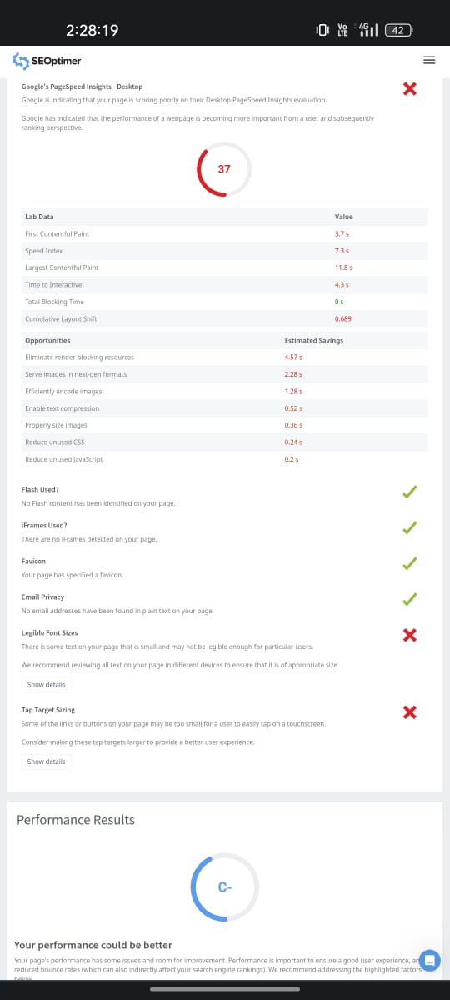 2:28:19
Vo LTE 4G 42
SEOptimer
Google's PageSpeed Insights - Desktop
Google is indicating that your page is scoring poorly on their Desktop PageSpeed Insights evaluation.
Google has indicated that the performance of a webpage is becoming more important from a user and subsequently
ranking perspective.
37
Lab Data Value
First Contentful Paint 3.7 s
Speed Index 7.3 s
Largest Contentful Paint 11.8 s
Time to Interactive 4.3 s
Total Blocking Time 0 s
Cumulative Layout Shift 0.689
Opportunities Estimated Savings
Eliminate render-blocking resources 4.57 s
Serve images in next-gen formats 2.28 s
Efficiently encode images 1.28 s
Enable text compression 0.52 s
Properly size images 0.36 s
Reduce unused CSS 0.24 s
Reduce unused JavaScript 0.2 s
Flash Used?
No Flash content has been identified on your page.
iFrames Used?
There are no iFrames detected on your page.
Favicon
Your page has specified a favicon.
Email Privacy
No email addresses have been found in plain text on your page.
Legible Font Sizes
There is some text on your page that is small and may not be legible enough for particular users.
We recommend reviewing all text on your page in different devices to ensure that it is of appropriate size.
Show details
Tap Target Sizing
Some of the links or buttons on your page may be too small for a user to easily tap on a touchscreen.
Consider making these tap targets larger to provide a better user experience.
Show details
Performance Results
C-
Your performance could be better
Your page's performance has some issues and room for improvement. Performance is important to ensure a good user experience, an
reduced bounce rates (which can also indirectly affect your search engine rankings). We recommend addressing the highlighted factors
below.